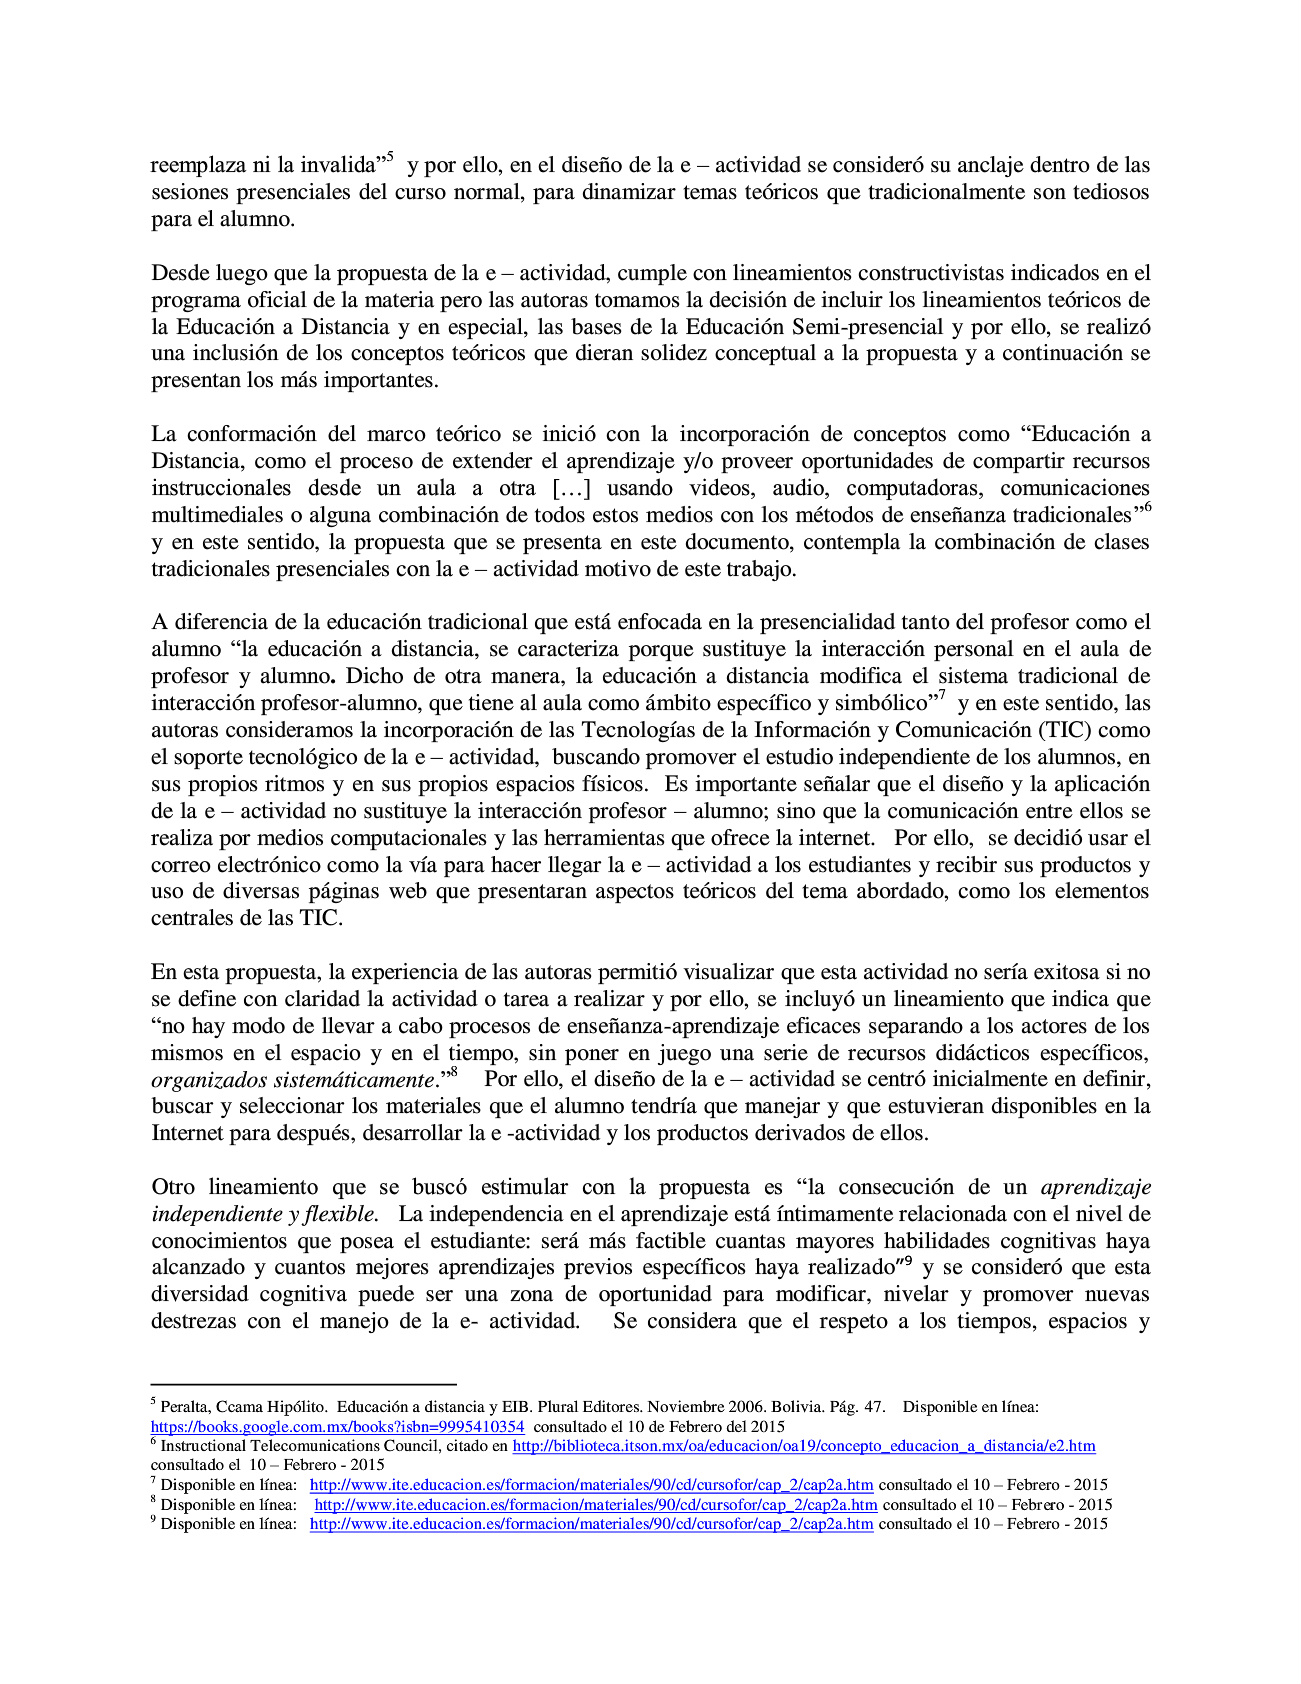 reemplaza ni la invalida”5 y por ello, en el diseño de la e – actividad se consideró su anclaje dentro de las
sesiones presenciales del curso normal, para dinamizar temas teóricos que tradicionalmente son tediosos
para el alumno.
Desde luego que la propuesta de la e – actividad, cumple con lineamientos constructivistas indicados en el
programa oficial de la materia pero las autoras tomamos la decisión de incluir los lineamientos teóricos de
la Educación a Distancia y en especial, las bases de la Educación Semi-presencial y por ello, se realizó
una inclusión de los conceptos teóricos que dieran solidez conceptual a la propuesta y a continuación se
presentan los más importantes.
La conformación del marco teórico se inició con la incorporación de conceptos como “Educación a
Distancia, como el proceso de extender el aprendizaje y/o proveer oportunidades de compartir recursos
instruccionales desde un aula a otra […] usando videos, audio, computadoras, comunicaciones
multimediales o alguna combinación de todos estos medios con los métodos de enseñanza tradicionales”6
y en este sentido, la propuesta que se presenta en este documento, contempla la combinación de clases
tradicionales presenciales con la e – actividad motivo de este trabajo.
A diferencia de la educación tradicional que está enfocada en la presencialidad tanto del profesor como el
alumno “la educación a distancia, se caracteriza porque sustituye la interacción personal en el aula de
profesor y alumno. Dicho de otra manera, la educación a distancia modifica el sistema tradicional de
interacción profesor-alumno, que tiene al aula como ámbito específico y simbólico”7 y en este sentido, las
autoras consideramos la incorporación de las Tecnologías de la Información y Comunicación (TIC) como
el soporte tecnológico de la e – actividad, buscando promover el estudio independiente de los alumnos, en
sus propios ritmos y en sus propios espacios físicos. Es importante señalar que el diseño y la aplicación
de la e – actividad no sustituye la interacción profesor – alumno; sino que la comunicación entre ellos se
realiza por medios computacionales y las herramientas que ofrece la internet. Por ello, se decidió usar el
correo electrónico como la vía para hacer llegar la e – actividad a los estudiantes y recibir sus productos y
uso de diversas páginas web que presentaran aspectos teóricos del tema abordado, como los elementos
centrales de las TIC.
En esta propuesta, la experiencia de las autoras permitió visualizar que esta actividad no sería exitosa si no
se define con claridad la actividad o tarea a realizar y por ello, se incluyó un lineamiento que indica que
“no hay modo de llevar a cabo procesos de enseñanza-aprendizaje eficaces separando a los actores de los
mismos en el espacio y en el tiempo, sin poner en juego una serie de recursos didácticos específicos,
organizados sistemáticamente.”8 Por ello, el diseño de la e – actividad se centró inicialmente en definir,
buscar y seleccionar los materiales que el alumno tendría que manejar y que estuvieran disponibles en la
Internet para después, desarrollar la e -actividad y los productos derivados de ellos.
Otro lineamiento que se buscó estimular con la propuesta es “la consecución de un aprendizaje
independiente y flexible. La independencia en el aprendizaje está íntimamente relacionada con el nivel de
conocimientos que posea el estudiante: será más factible cuantas mayores habilidades cognitivas haya
alcanzado y cuantos mejores aprendizajes previos específicos haya realizado”9 y se consideró que esta
diversidad cognitiva puede ser una zona de oportunidad para modificar, nivelar y promover nuevas
destrezas con el manejo de la e- actividad. Se considera que el respeto a los tiempos, espacios y
5 Peralta, Ccama Hipólito. Educación a distancia y EIB. Plural Editores. Noviembre 2006. Bolivia. Pág. 47. Disponible en línea:
https://books.google.com.mx/books?isbn=9995410354 consultado el 10 de Febrero del 2015
6 Instructional Telecomunications Council, citado en http://biblioteca.itson.mx/oa/educacion/oa19/concepto_educacion_a_distancia/e2.htm
consultado el 10 – Febrero - 2015
7 Disponible en línea: http://www.ite.educacion.es/formacion/materiales/90/cd/cursofor/cap_2/cap2a.htm consultado el 10 – Febrero - 2015
8 Disponible en línea: http://www.ite.educacion.es/formacion/materiales/90/cd/cursofor/cap_2/cap2a.htm consultado el 10 – Febrero - 2015
9 Disponible en línea: http://www.ite.educacion.es/formacion/materiales/90/cd/cursofor/cap_2/cap2a.htm consultado el 10 – Febrero - 2015